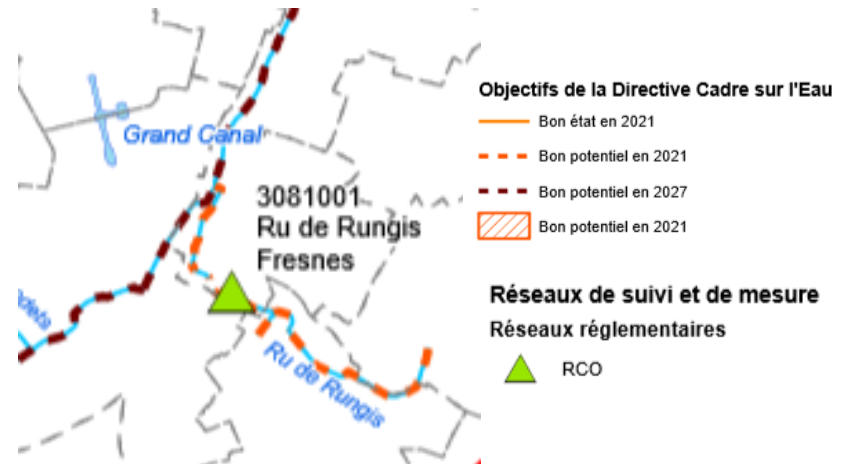 Grand Canal
3081001
Ru de Rungis
Fresnes
Ru de Rungis
Objectifs de la Directive Cadre sur l'Eau
Bon état en 2021
Bon potentiel en 2021
Bon potentiel en 2027
Bon potentiel en 2021
Réseaux de suivi et de mesure
Réseaux réglementaires
RCO